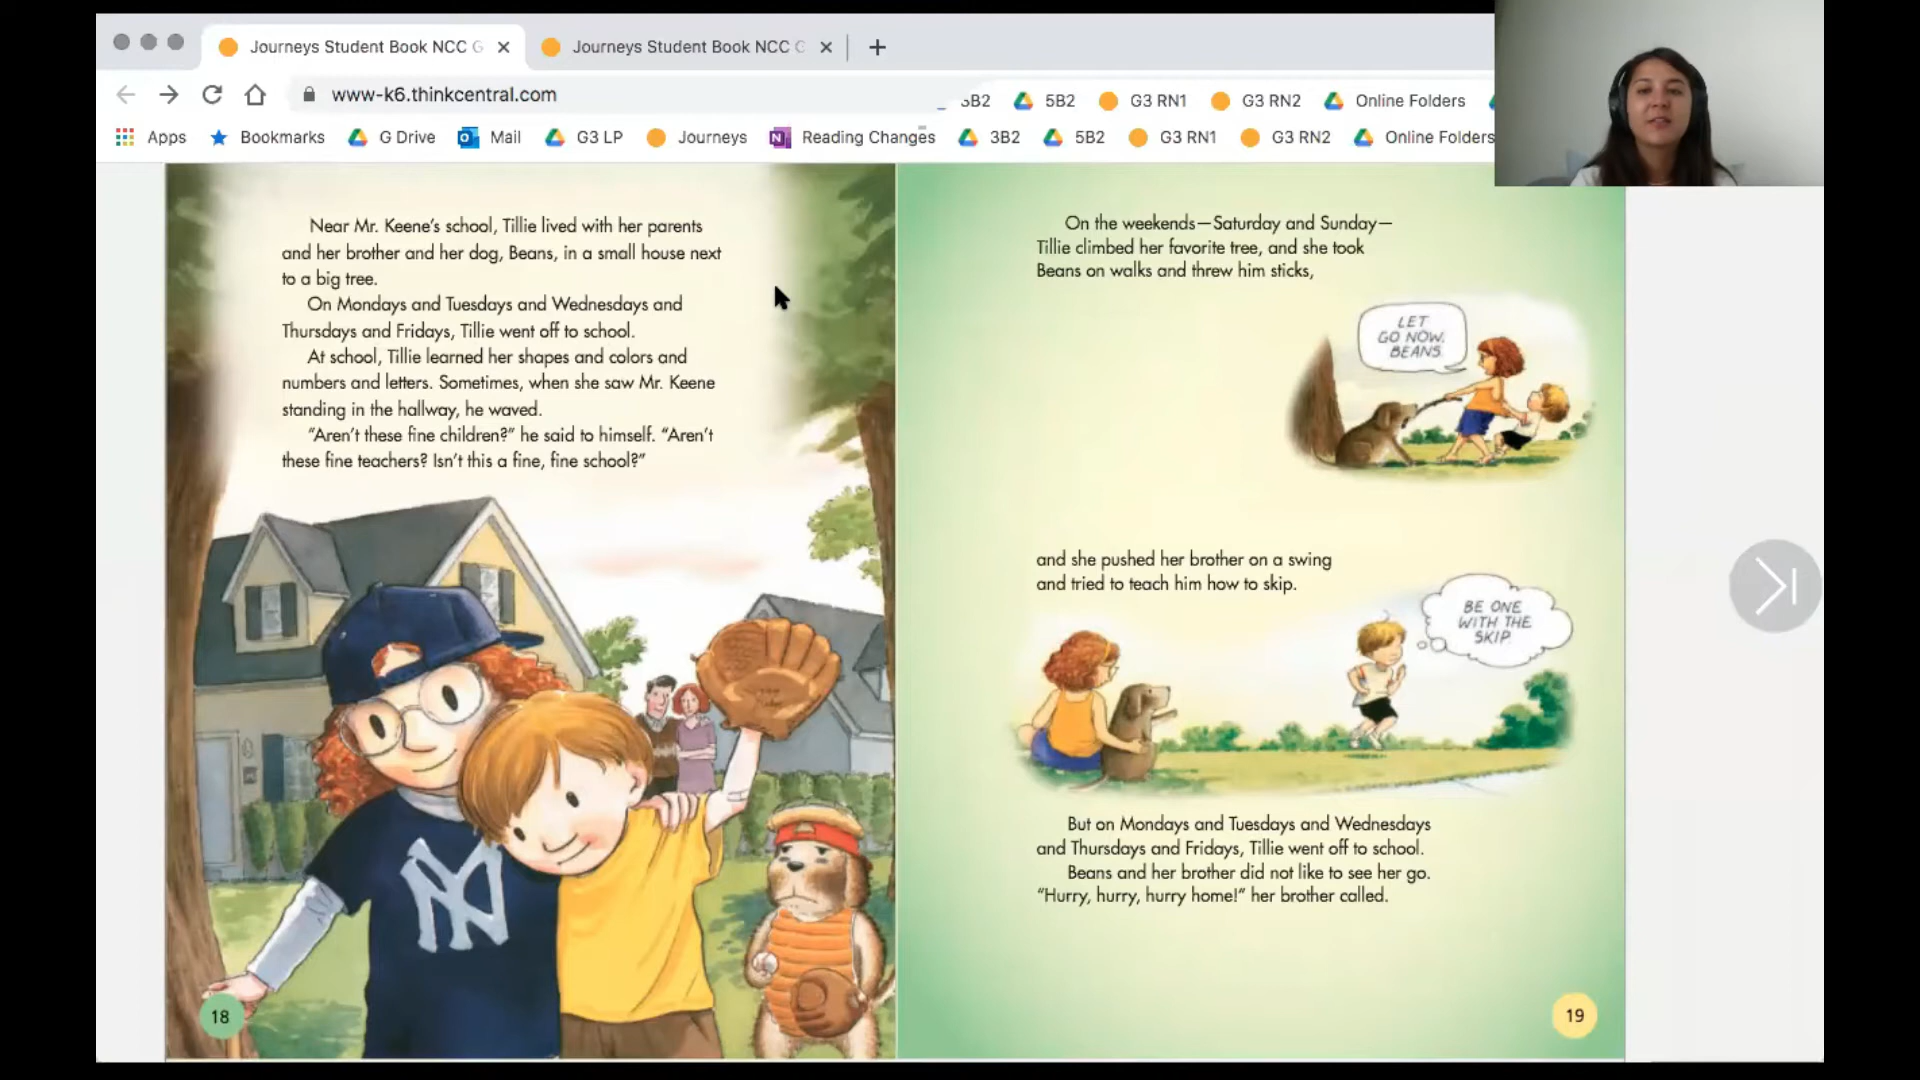 Journeys Student Book NCC G
Journeys Student Book NCC C
www-k6.thinkcentral.com
5B2 5B2 G3 RN1 G3 RN2 Online Folders
Apps Bookmarks G Drive Mail G3 LP Journeys Reading Changes 3B2 5B2 G3 RN1 G3 RN2 Online Folders
Near Mr. Keene's school, Tillie lived with her parents
and her brother and her dog, Beans, in a small house next
to a big tree.
On Mondays and Tuesdays and Wednesdays and
Thursdays and Fridays, Tillie went off to school.
At school, Tillie learned her shapes and colors and
numbers and letters. Sometimes, when she saw Mr. Keene
standing in the hallway, he waved.
"Aren't these fine children?" he said to himself. "Aren't
these fine teachers? Isn't this a fine, fine school?"
NY
18
On the weekends—Saturday and Sunday—
Tillie climbed her favorite tree, and she took
Beans on walks and threw him sticks,
LET
GO NOW,
BEANS.
and she pushed her brother on a swing
and tried to teach him how to skip.
BE ONE
WITH THE
SKIP.
But on Mondays and Tuesdays and Wednesdays
and Thursdays and Fridays, Tillie went off to school.
Beans and her brother did not like to see her go.
"Hurry, hurry, hurry home!" her brother called.
19